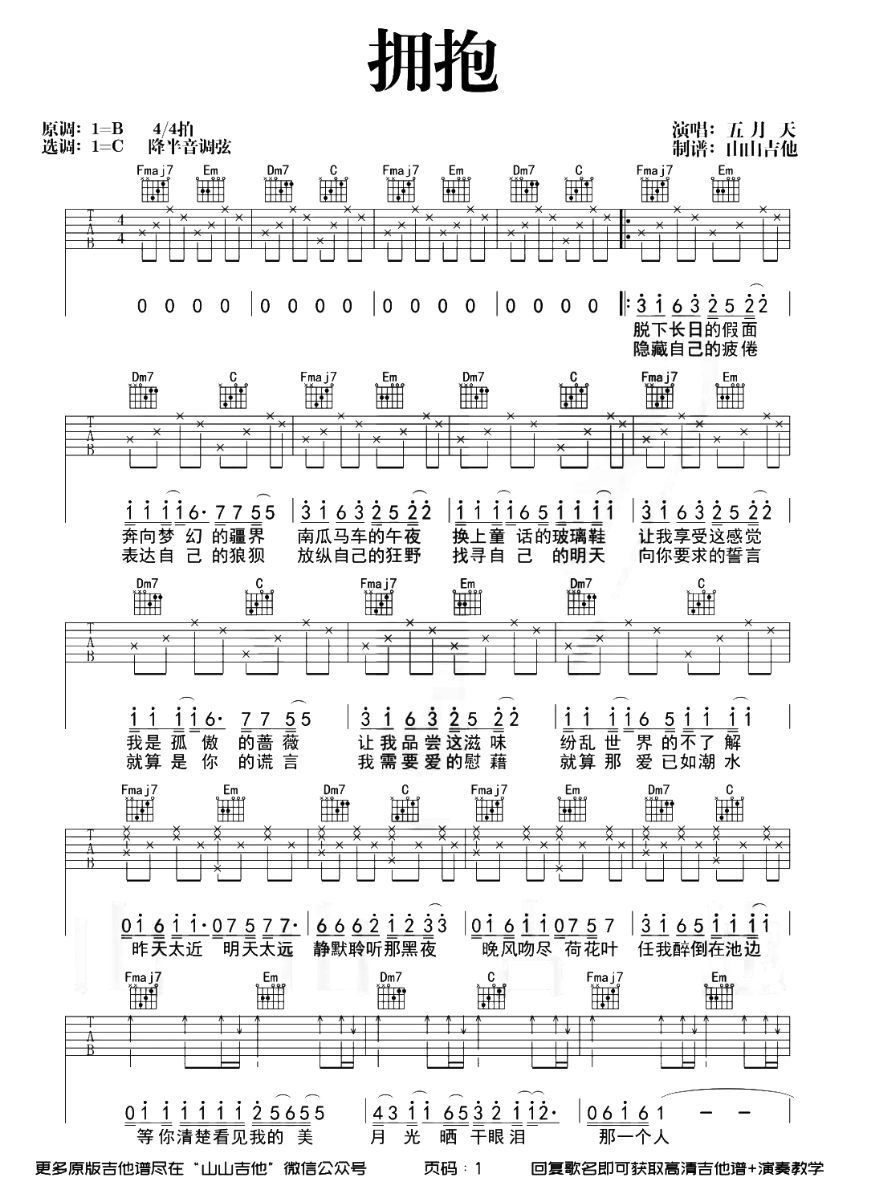 拥抱
原调：1=B 4/4拍
演唱：五月天
选调：1=C 降半音调弦
制谱：山山吉他
Fmaj7 Em Dm7 C Fmaj7 Em Dm7 C Fmaj7 Em
T A B 4 4
0 0 0 0 0 0 0 0 0 0 0 0 0 0 0 0 3 1 6 3 2 5 2 2
脱下长日的假面
隐藏自己的疲倦
Dm7 C Fmaj7 Em Dm7 C Fmaj7 Em
T A B
1 1 1 1 6· 7 7 5 5 3 1 6 3 2 5 2 2 1 1 1 1 6 5 1 1 1 1 3 1 6 3 2 5 2 2
奔向梦幻的疆界 南瓜马车的午夜 换上童话的玻璃鞋 让我享受这感觉
表达自己的狼狈 放纵自己的狂野 找寻自己的明天 向你要求的誓言
Dm7 C Fmaj7 Em Dm7 C
T A B
1 1 1 1 6· 7 7 5 5 3 1 6 3 2 5 2 2 1 1 1 1 6 5 1 1 1 1
我是孤傲的蔷薇 让我品尝这滋味 纷乱世界的不了解
就算是你的谎言 我需要爱的慰藉 就算那爱已如潮水
Fmaj7 Em Dm7 C Fmaj7 Em Dm7 C
T A B
0 1 6 1 1· 0 7 5 7 7· 6 6 6 2 1 2 3 3 0 1 6 1 1 0 7 5 7 6 6 6 2 1 1 1 1
昨天太近 明天太远 静默聆听那黑夜 晚风吻尽 荷花叶 任我醉倒在池边
Fmaj7 Em Dm7 C Fmaj7 Em
T A B
0 1 1 1 1 1 1 2 5 6 5 5 4 3 1 1 6 5 3 2 1 1 2· 0 6 1 6 1 – –
等你清楚看见我的美 月光晒干眼泪 那一个人
更多原版吉他谱尽在“山山吉他”微信公众号 页码：1 回复歌名即可获取高清吉他谱+演奏教学